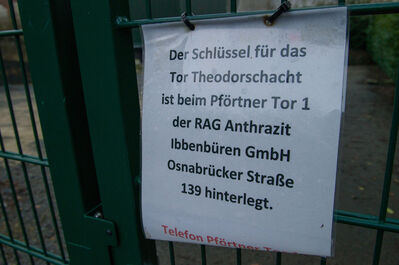 Der Schlüssel für das
Tor Theodorschacht
ist beim Pförtner Tor 1
der RAG Anthrazit
Ibbenbüren GmbH
Osnabrücker Straße
139 hinterlegt.
Telefon Pförtner